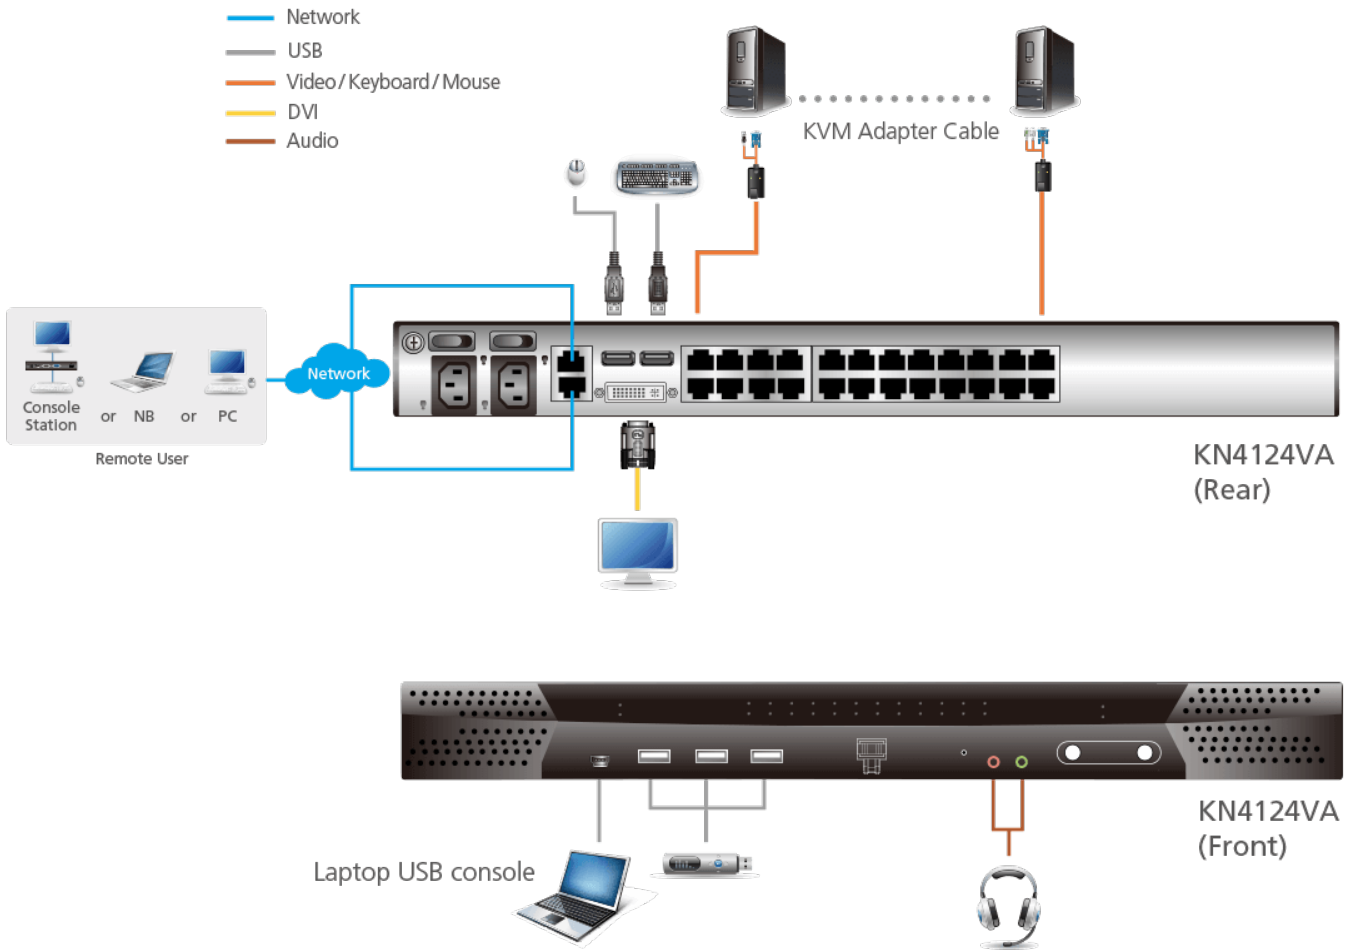 Network
USB
Video/Keyboard/Mouse
DVI
Audio
KVM Adapter Cable
Network
Console
Station
or
NB
or
PC
Remote User
KN4124VA
(Rear)
KN4124VA
(Front)
Laptop USB console